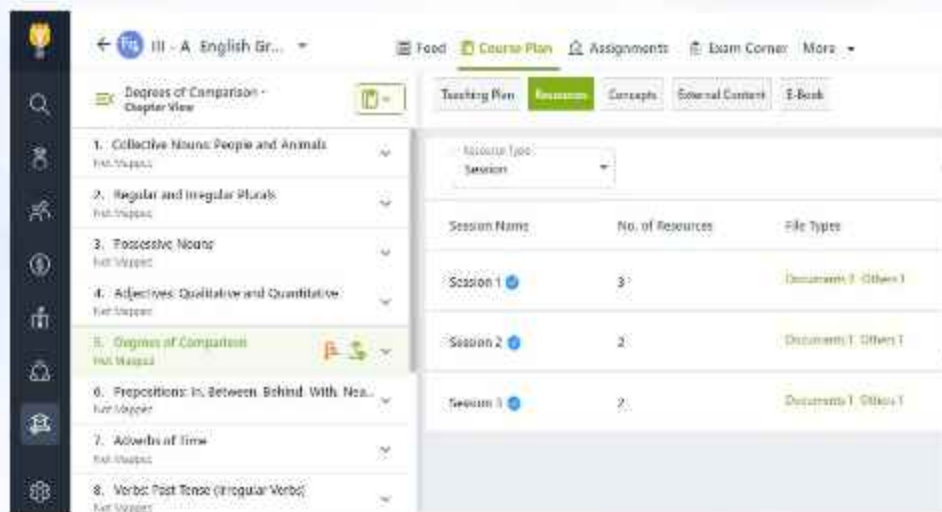 III - A English Gr...
Feed Course Plan Assignments Exam Corner More
Degrees of Comparison -
Chapter View
Teaching Plan Resources Concepts External Content E-Book
1. Collective Nouns: People and Animals
Not Mapped
2. Regular and Irregular Plurals
Not Mapped
3. Possessive Nouns
Not Mapped
4. Adjectives: Qualitative and Quantitative
Not Mapped
5. Degrees of Comparison
Not Mapped
6. Prepositions: In, Between, Behind, With, Nea...
Not Mapped
7. Adverbs of Time
Not Mapped
8. Verbs: Past Tense (Irregular Verbs)
Not Mapped
Resource Type
Session
Session Name No. of Resources File Types
Session 1 3 Documents Others 1
Session 2 2 Documents 1 Others 1
Session 3 2 Documents 1 Others 1